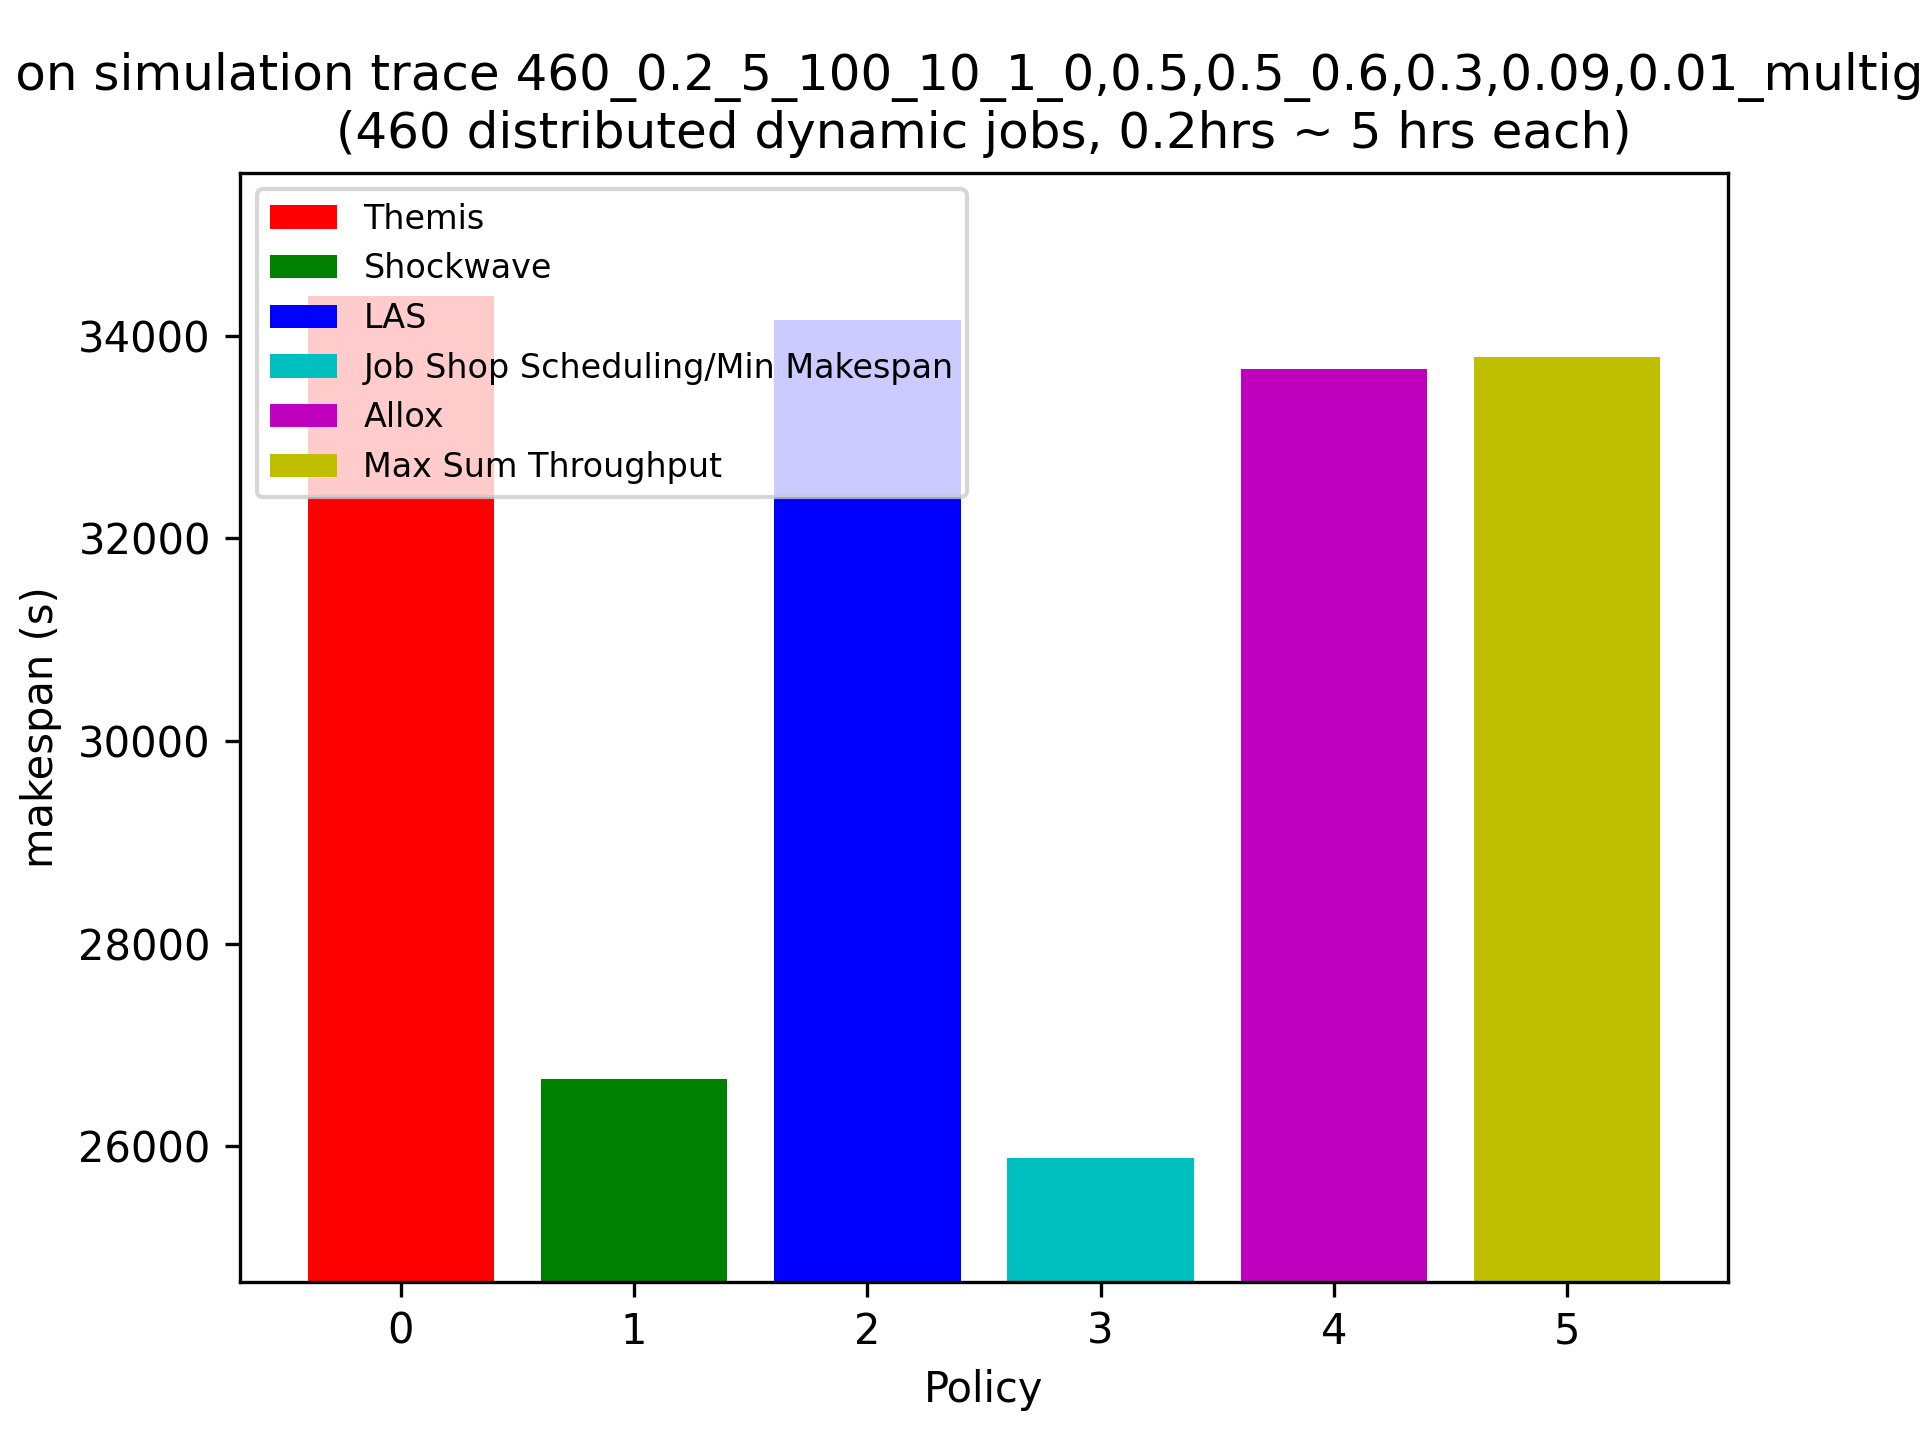 on simulation trace 460_0.2_5_100_10_1_0,0.5,0.5_0.6,0.3,0.09,0.01_multig
(460 distributed dynamic jobs, 0.2hrs ~ 5 hrs each)
Themis
Shockwave
LAS
Job Shop Scheduling/Min Makespan
Allox
Max Sum Throughput
makespan (s)
34000
32000
30000
28000
26000
0 1 2 3 4 5
Policy